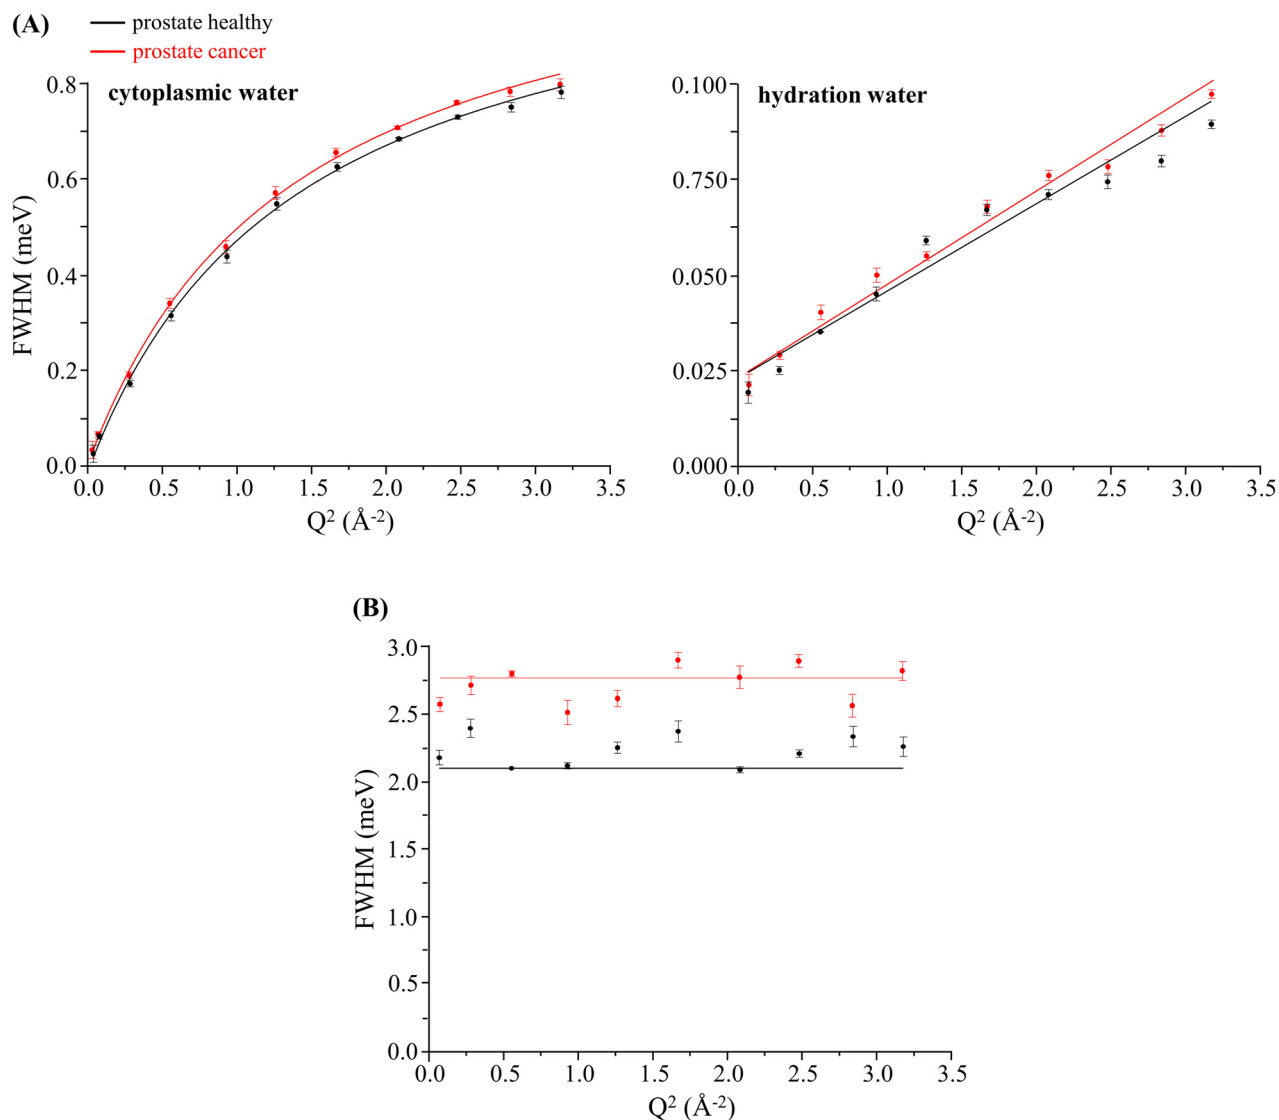 (A)
prostate healthy
prostate cancer
cytoplasmic water
FWHM (meV)
0.8
0.6
0.4
0.2
0.0
0.0 0.5 1.0 1.5 2.0 2.5 3.0 3.5
Q² (Å⁻²)
hydration water
0.100
0.750
0.050
0.025
0.000
0.0 0.5 1.0 1.5 2.0 2.5 3.0 3.5
Q² (Å⁻²)
(B)
FWHM (meV)
3.0
2.5
2.0
1.5
1.0
0.5
0.0
0.0 0.5 1.0 1.5 2.0 2.5 3.0 3.5
Q² (Å⁻²)